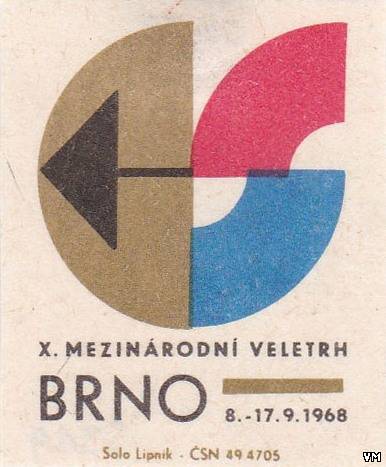 X. MEZINÁRODNÍ VELETRH
BRNO
8.-17.9.1968
Solo Lipník - ČSN 49 4705
VM